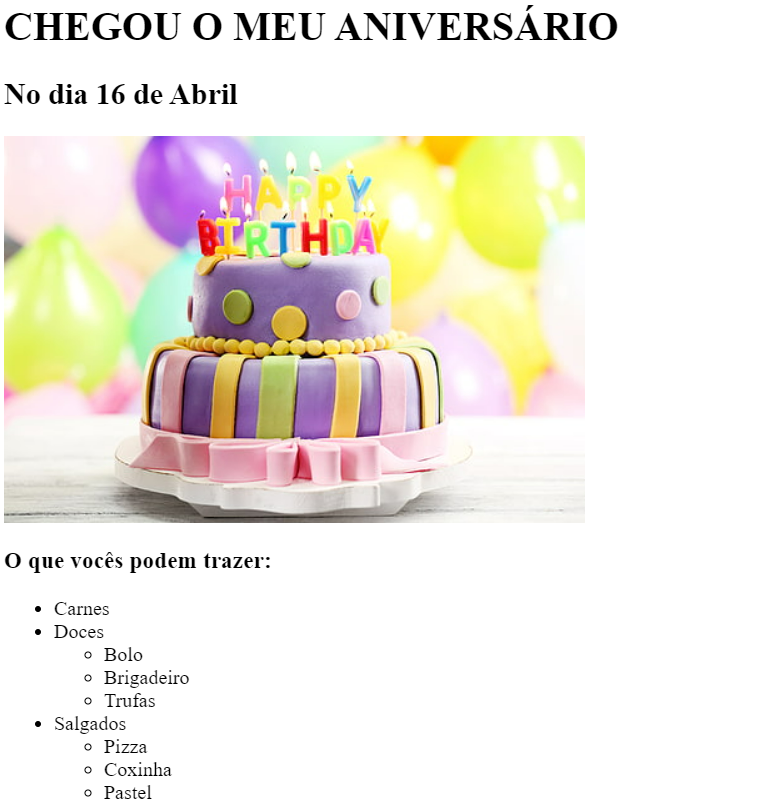 CHEGOU O MEU ANIVERSÁRIO
No dia 16 de Abril
HAPPY
BIRTHDAY
O que vocês podem trazer:
Carnes
Doces
Bolo
Brigadeiro
Trufas
Salgados
Pizza
Coxinha
Pastel